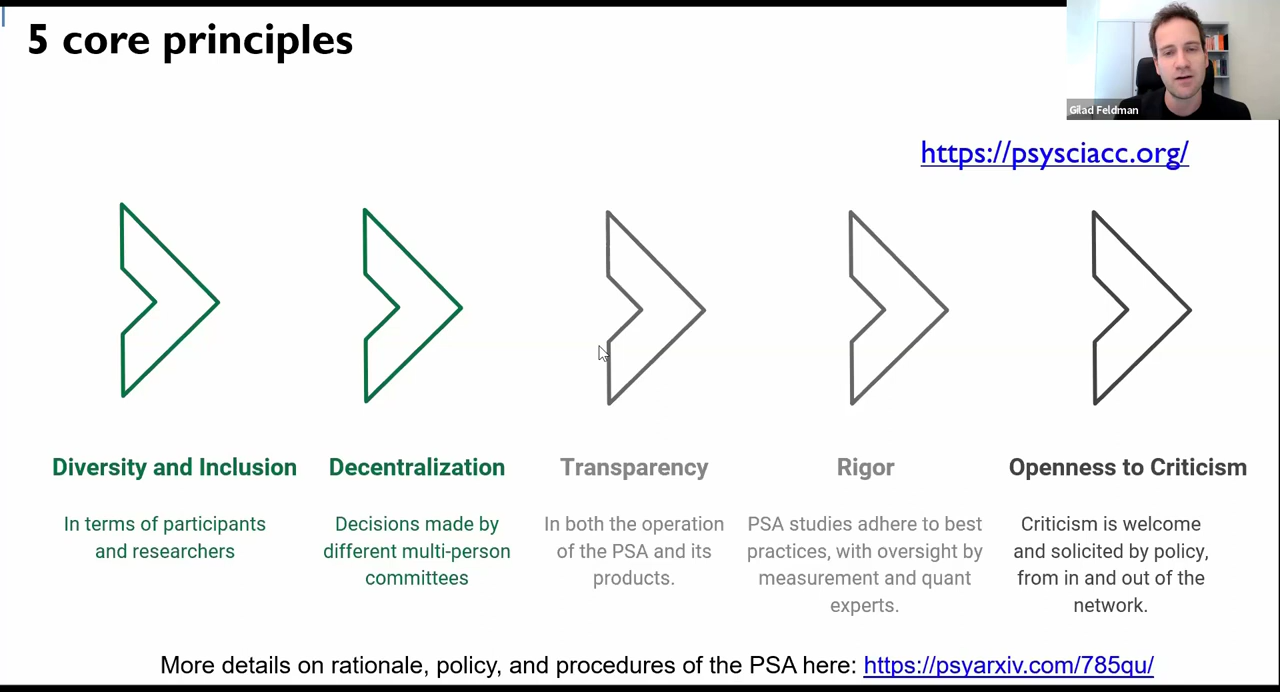 5 core principles
Gilad Feldman
https://psysciacc.org/
Diversity and Inclusion
In terms of participants
and researchers
Decentralization
Decisions made by
different multi-person
committees
Transparency
In both the operation
of the PSA and its
products.
Rigor
PSA studies adhere to best
practices, with oversight by
measurement and quant
experts.
Openness to Criticism
Criticism is welcome
and solicited by policy,
from in and out of the
network.
More details on rationale, policy, and procedures of the PSA here: https://psyarxiv.com/785qu/